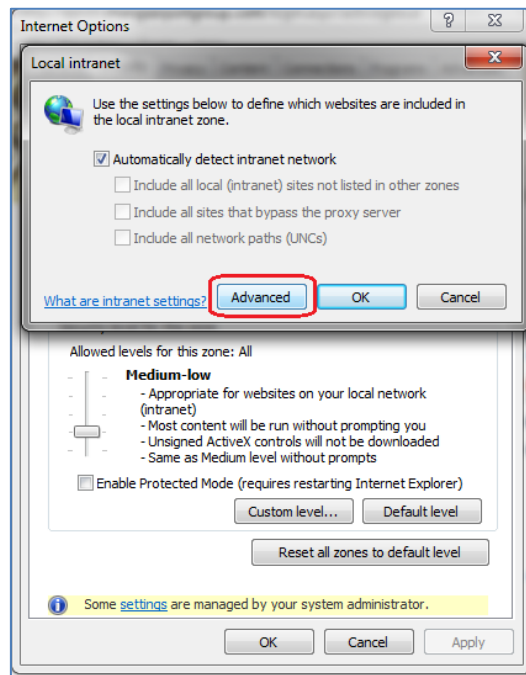 Internet Options
Local intranet
Use the settings below to define which websites are included in
the local intranet zone.
Automatically detect intranet network
Include all local (intranet) sites not listed in other zones
Include all sites that bypass the proxy server
Include all network paths (UNCs)
What are intranet settings? Advanced OK Cancel
Allowed levels for this zone: All
Medium-low
- Appropriate for websites on your local network
(intranet)
- Most content will be run without prompting you
- Unsigned ActiveX controls will not be downloaded
- Same as Medium level without prompts
Enable Protected Mode (requires restarting Internet Explorer)
Custom level... Default level
Reset all zones to default level
Some settings are managed by your system administrator.
OK Cancel Apply